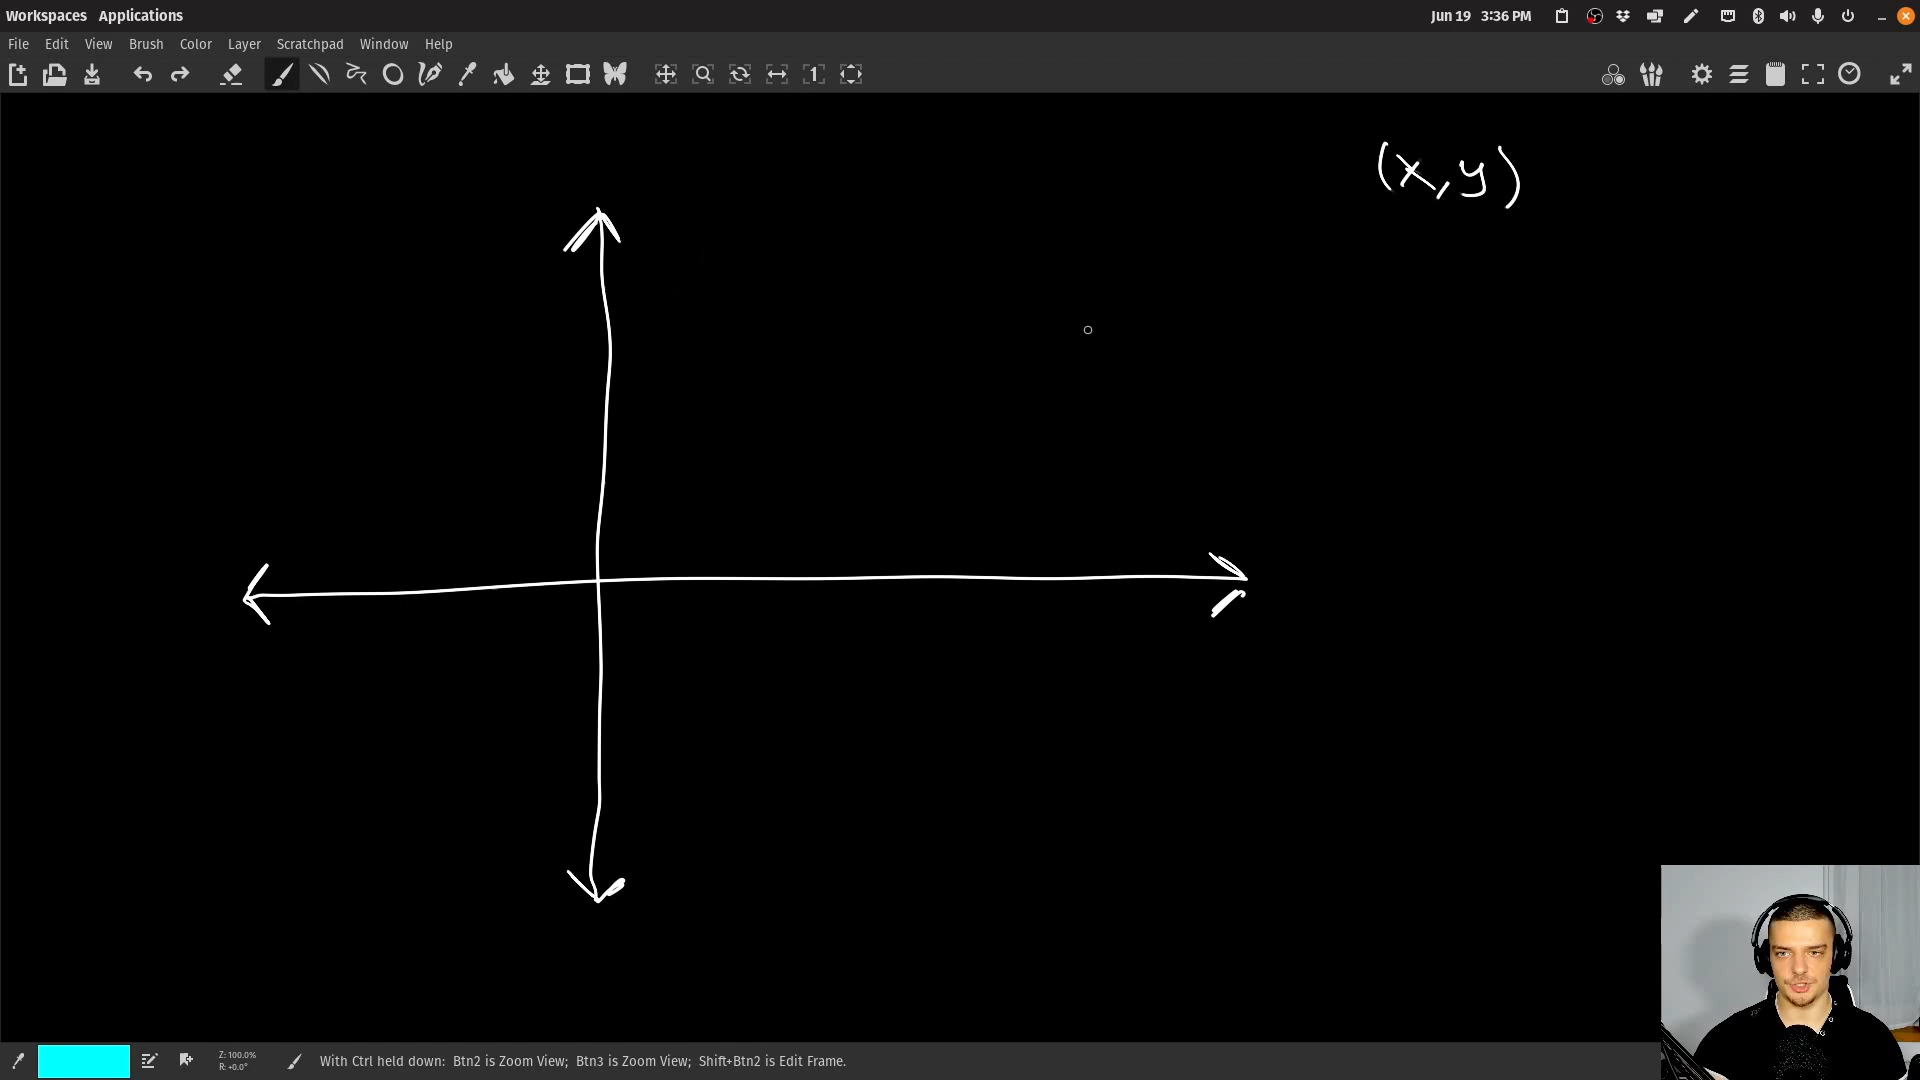 Workspaces Applications Jun 19 3:36 PM
File Edit View Brush Color Layer Scratchpad Window Help
1
(x,y)
Z: 100.0%
R: +0.0°
With Ctrl held down: Btn2 is Zoom View; Btn3 is Zoom View; Shift+Btn2 is Edit Frame.